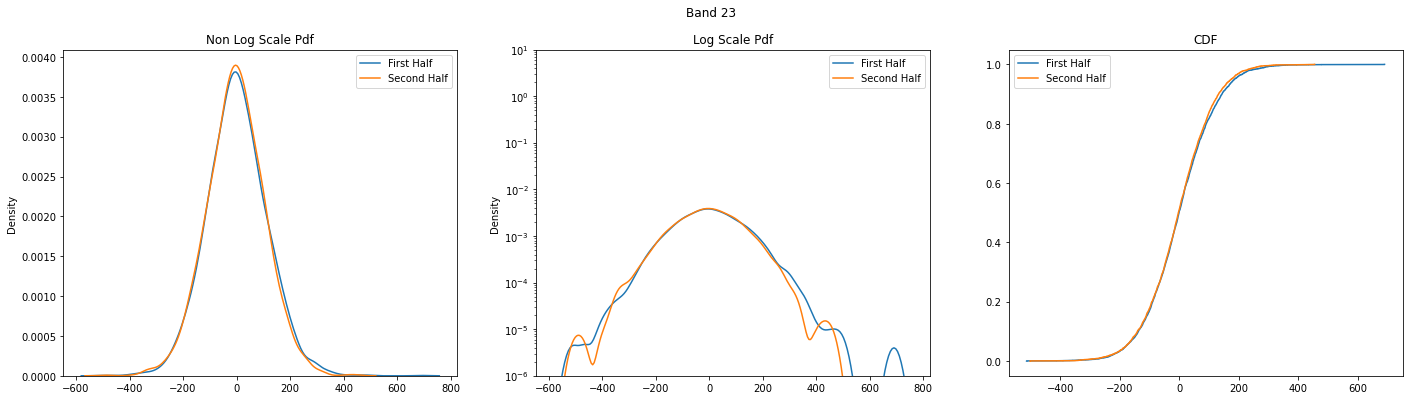 Band 23
Non Log Scale Pdf
First Half
Second Half
Density
0.0040
0.0035
0.0030
0.0025
0.0020
0.0015
0.0010
0.0005
0.0000
−600 −400 −200 0 200 400 600 800
Log Scale Pdf
First Half
Second Half
Density
10^1
10^0
10^−1
10^−2
10^−3
10^−4
10^−5
10^−6
−600 −400 −200 0 200 400 600 800
CDF
First Half
Second Half
1.0
0.8
0.6
0.4
0.2
0.0
−400 −200 0 200 400 600